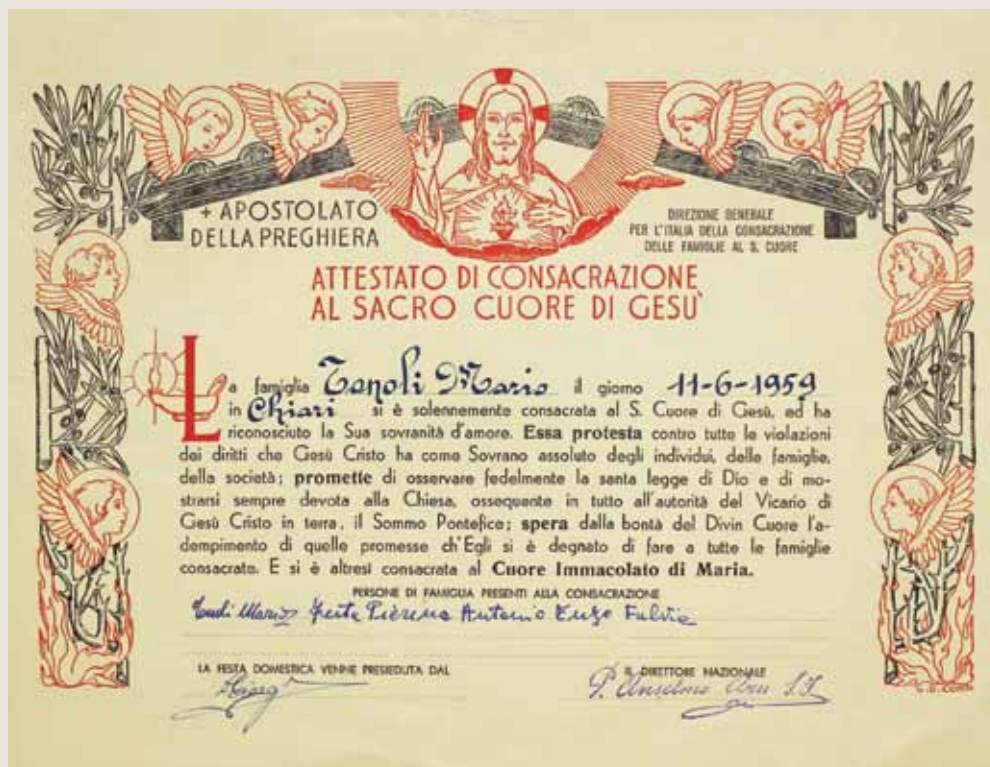 + APOSTOLATO
DELLA PREGHIERA
DIREZIONE GENERALE
PER L'ITALIA DELLA CONSACRAZIONE
DELLE FAMIGLIE AL S. CUORE
ATTESTATO DI CONSACRAZIONE
AL SACRO CUORE DI GESÙ
La famiglia Tonoli Mario il giorno 11-6-1959
in Chiari si è solennemente consacrata al S. Cuore di Gesù, ed ha
riconosciuto la Sua sovranità d'amore. Essa protesta contro tutte le violazioni
dei diritti che Gesù Cristo ha come Sovrano assoluto degli individui, delle famiglie,
della società; promette di osservare fedelmente la santa legge di Dio e di mo-
strarsi sempre devota alla Chiesa, ossequente in tutto all'autorità del Vicario di
Gesù Cristo in terra, il Sommo Pontefice; spera dalla bontà del Divin Cuore l'a-
dempimento di quelle promesse ch'Egli si è degnato di fare a tutte le famiglie
consacrate. E si è altresì consacrata al Cuore Immacolato di Maria.
PERSONE DI FAMIGLIA PRESENTI ALLA CONSACRAZIONE
Mario Pierina Antonio Enzo Fulvia
LA FESTA DOMESTICA VENNE PRESIEDUTA DAL
IL DIRETTORE NAZIONALE
P. Anselmo S.J.